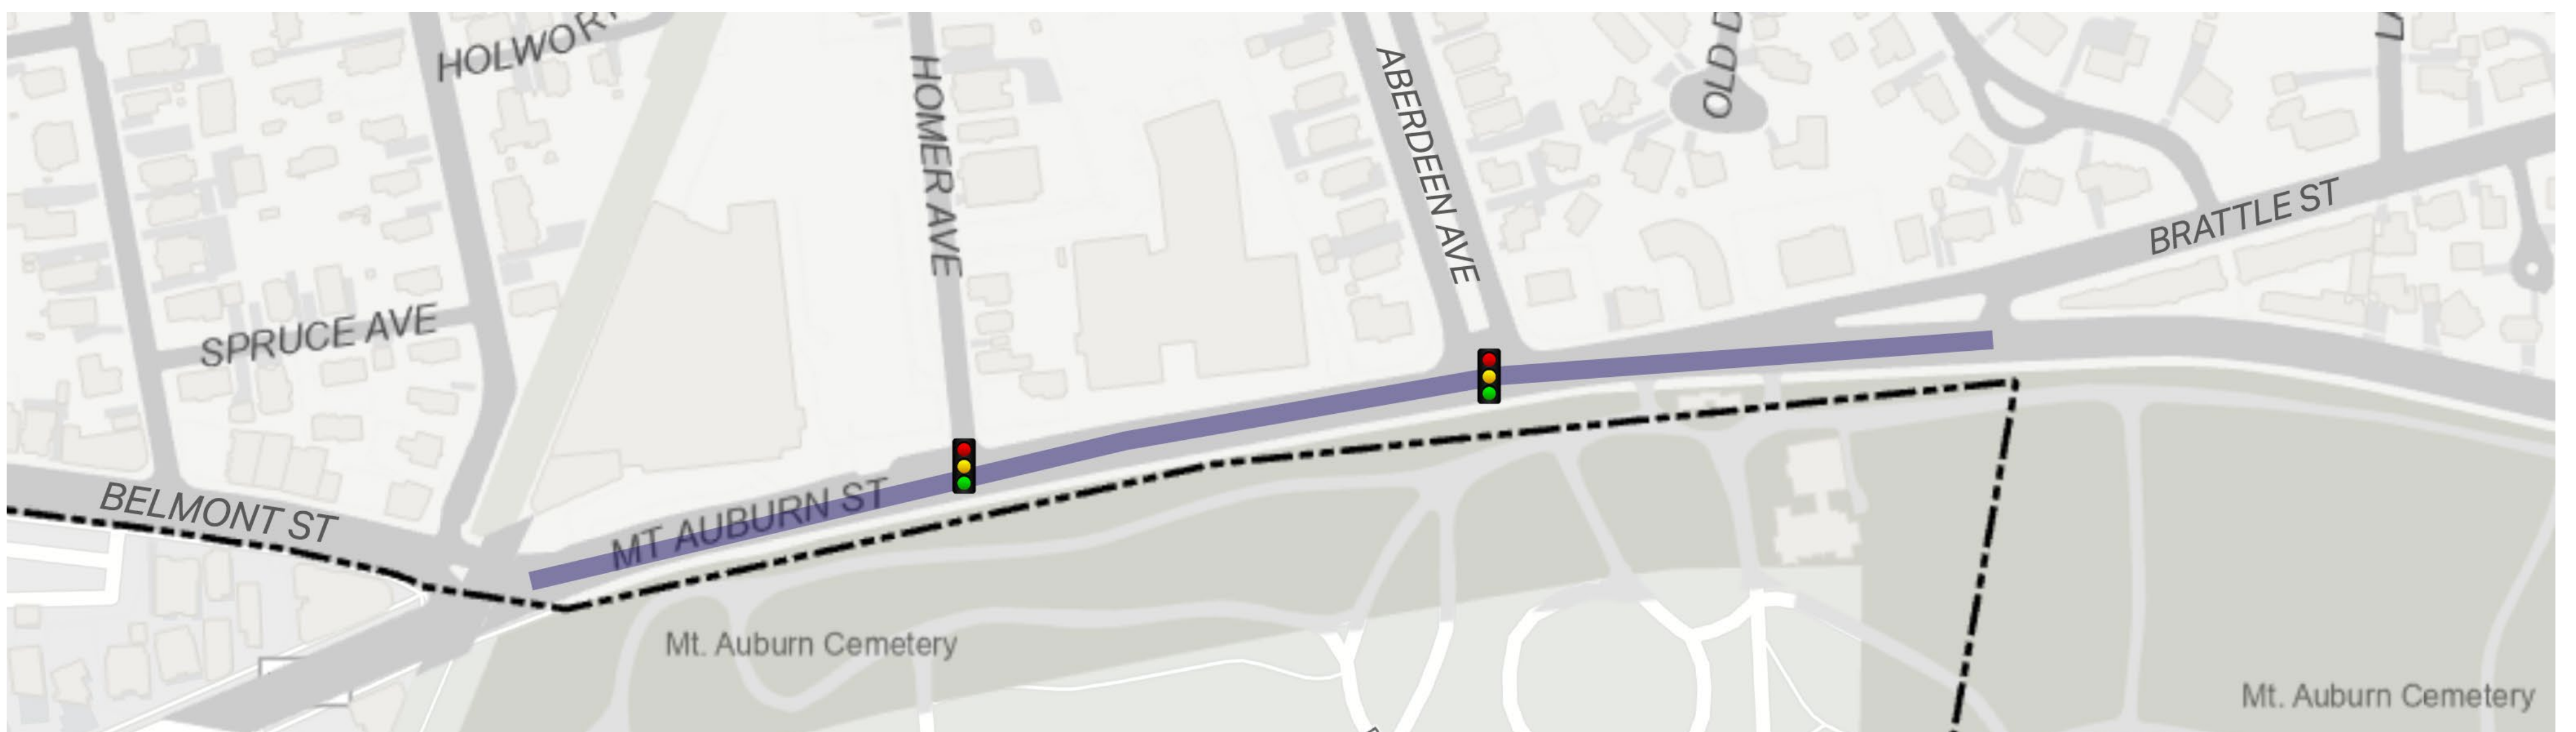 HOLWOR
HOMER AVE
ABERDEEN AVE
OLD
BRATTLE ST
SPRUCE AVE
BELMONT ST
MT AUBURN ST
Mt. Auburn Cemetery
Mt. Auburn Cemetery